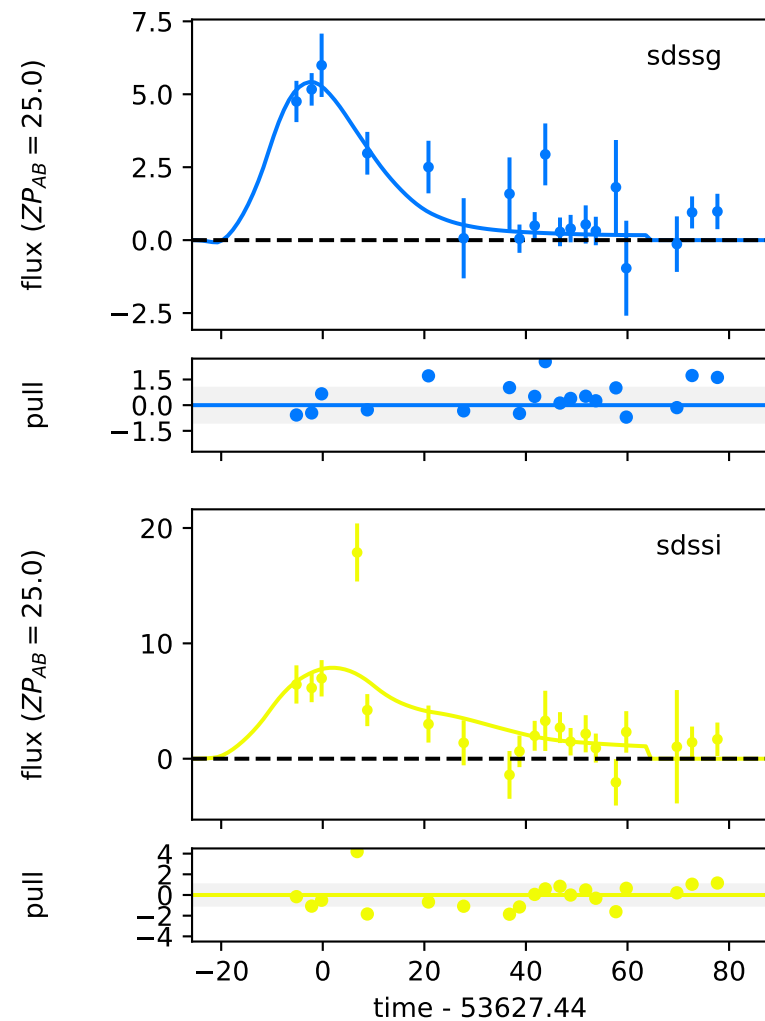 7.5
5.0
2.5
0.0
−2.5
flux (ZP_AB = 25.0)
sdssg
1.5
0.0
−1.5
pull
20
10
0
flux (ZP_AB = 25.0)
sdssi
4
2
0
−2
−4
pull
−20 0 20 40 60 80
time - 53627.44